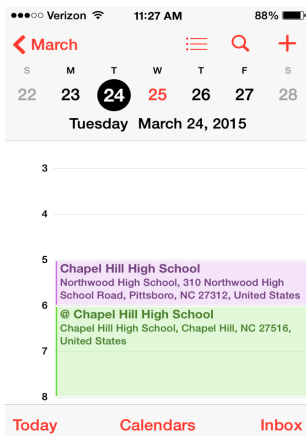 Verizon 11:27 AM 88%
March
S M T W T F S
22 23 24 25 26 27 28
Tuesday March 24, 2015
3
4
5
Chapel Hill High School
Northwood High School, 310 Northwood High
School Road, Pittsboro, NC 27312, United States
6
@ Chapel Hill High School
Chapel Hill High School, Chapel Hill, NC 27516,
United States
7
8
Today Calendars Inbox